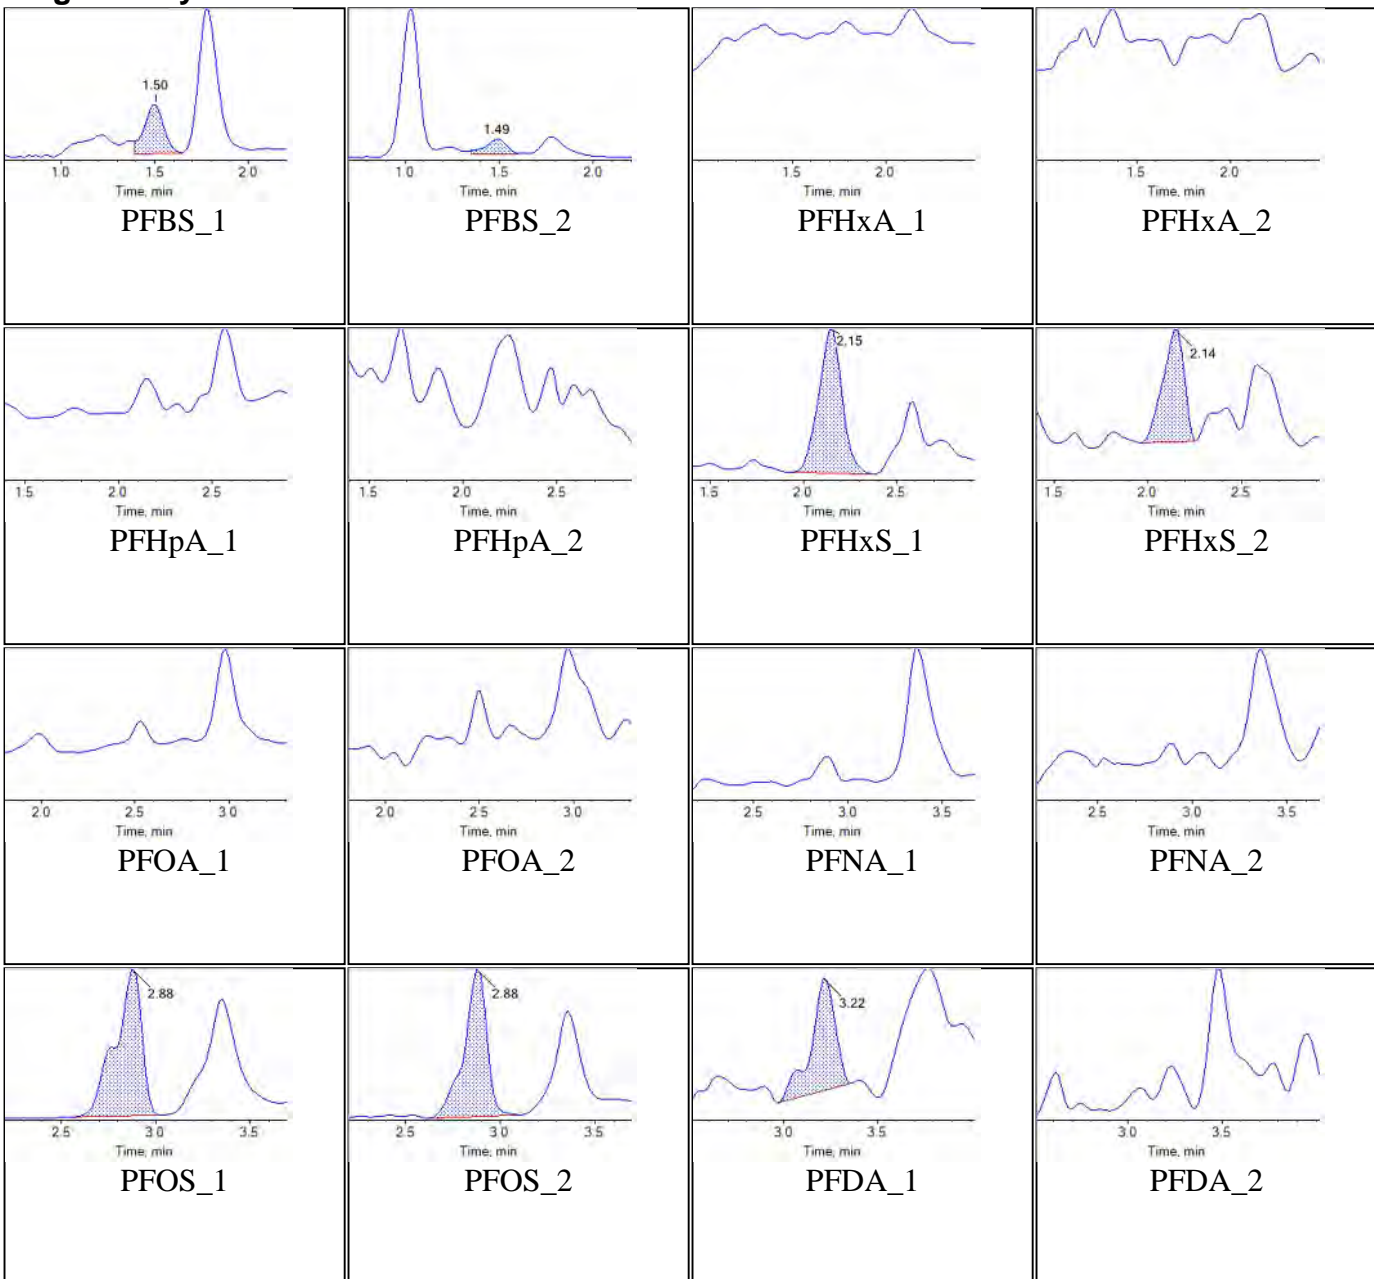 1.50
1.0 1.5 2.0
Time, min
PFBS_1
1.49
1.0 1.5 2.0
Time, min
PFBS_2
1.5 2.0
Time, min
PFHxA_1
1.5 2.0
Time, min
PFHxA_2
1.5 2.0 2.5
Time, min
PFHpA_1
1.5 2.0 2.5
Time, min
PFHpA_2
2.15
1.5 2.0 2.5
Time, min
PFHxS_1
2.14
1.5 2.0 2.5
Time, min
PFHxS_2
2.0 2.5 3.0
Time, min
PFOA_1
2.0 2.5 3.0
Time, min
PFOA_2
2.5 3.0 3.5
Time, min
PFNA_1
2.5 3.0 3.5
Time, min
PFNA_2
2.88
2.5 3.0 3.5
Time, min
PFOS_1
2.88
2.5 3.0 3.5
Time, min
PFOS_2
3.22
3.0 3.5
Time, min
PFDA_1
3.0 3.5
Time, min
PFDA_2